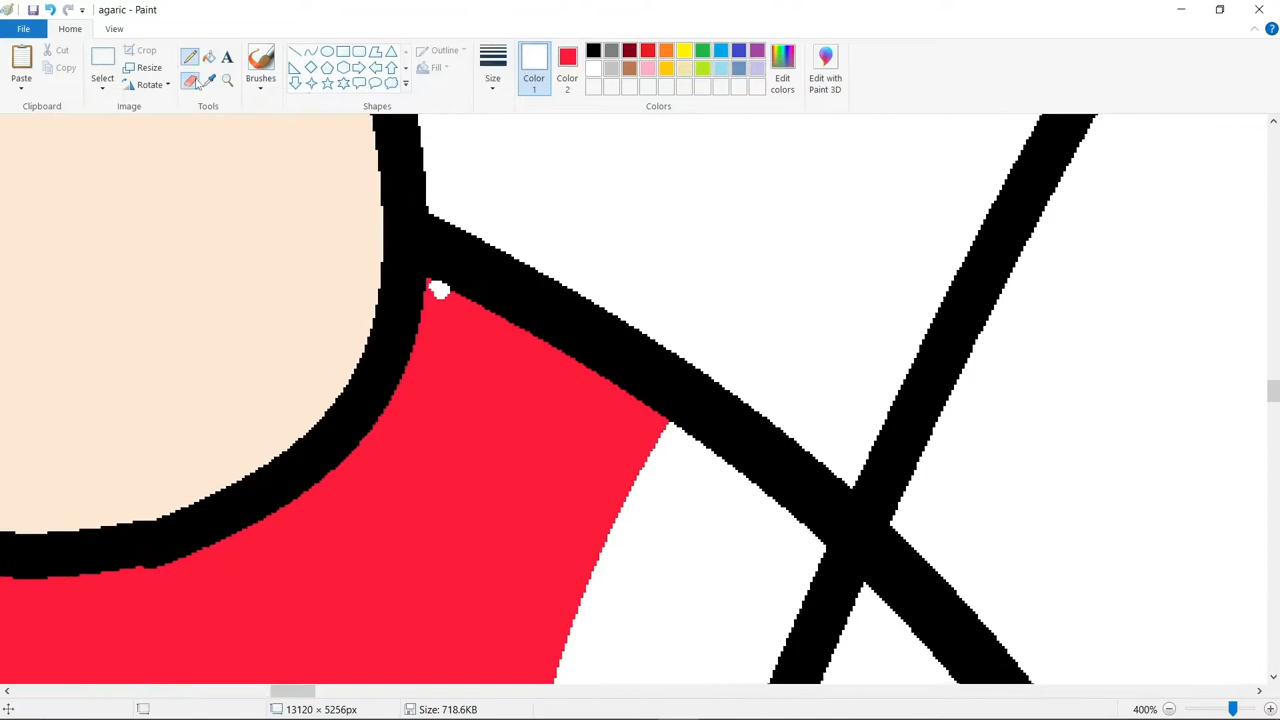 agaric - Paint
File
Home
View
Paste
Cut
Copy
Clipboard
Select
Crop
Resize
Rotate
Image
A
Tools
Brushes
Outline
Fill
Shapes
Size
Color
1
Color
2
Edit
colors
Colors
Edit with
Paint 3D
13120 × 5256px
Size: 718.6KB
400%